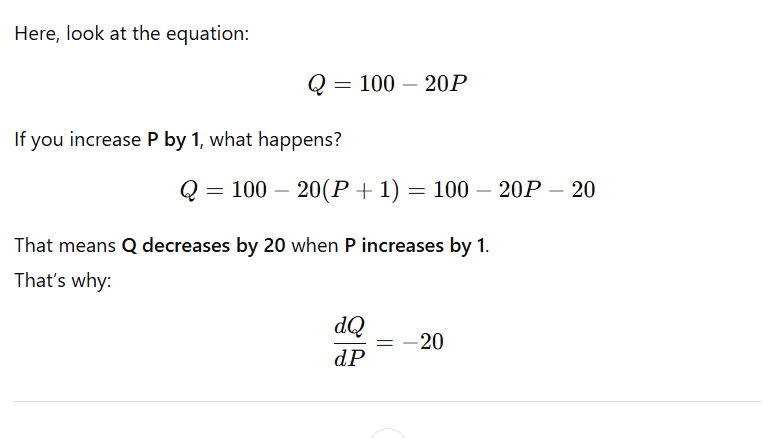 Here, look at the equation:
Q = 100 − 20P
If you increase P by 1, what happens?
Q = 100 − 20(P + 1) = 100 − 20P − 20
That means Q decreases by 20 when P increases by 1.
That’s why:
dQ/dP = −20